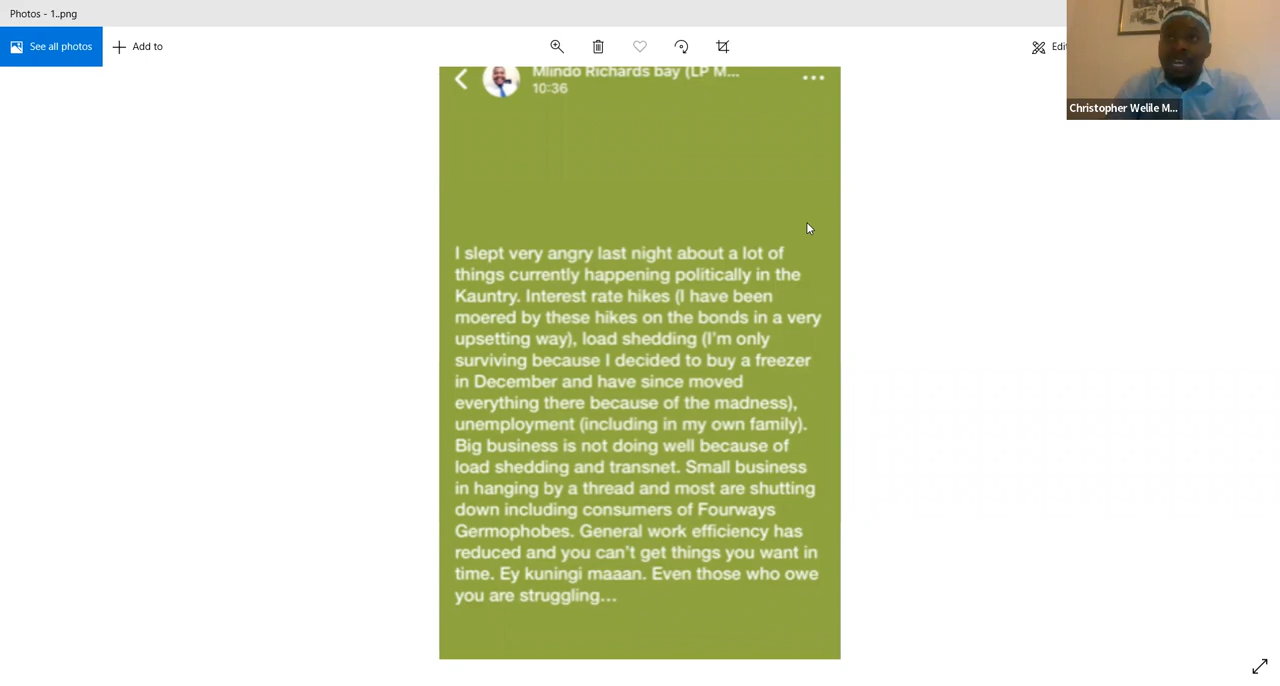 Photos - 1..png
See all photos
Add to
Mlindo Richards bay (LP M...
10:36
Christopher Welile M...
I slept very angry last night about a lot of
things currently happening politically in the
Kauntry. Interest rate hikes (I have been
moered by these hikes on the bonds in a very
upsetting way), load shedding (I'm only
surviving because I decided to buy a freezer
in December and have since moved
everything there because of the madness),
unemployment (including in my own family).
Big business is not doing well because of
load shedding and transnet. Small business
in hanging by a thread and most are shutting
down including consumers of Fourways
Germophobes. General work efficiency has
reduced and you can't get things you want in
time. Ey kuningi maaan. Even those who owe
you are struggling...